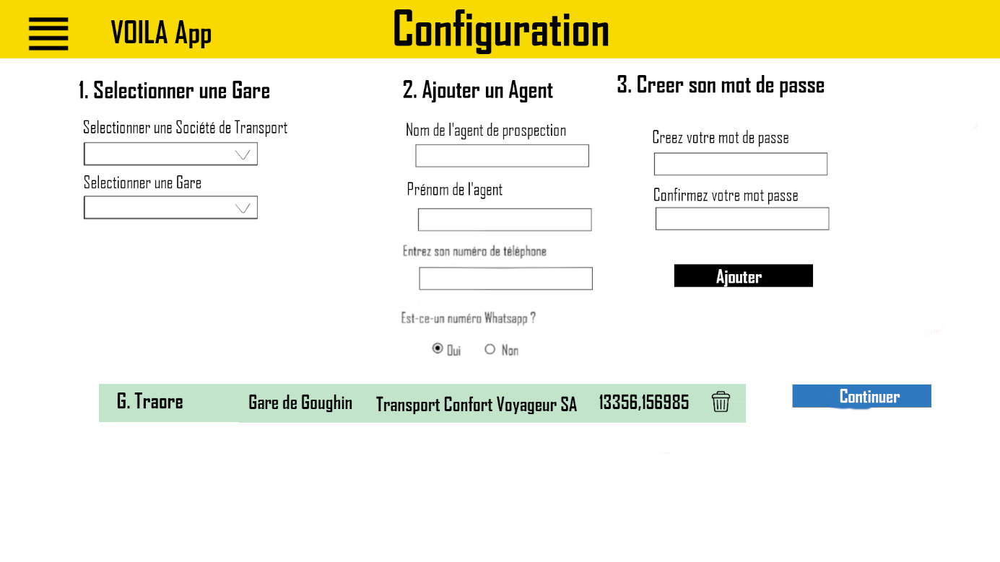 VOILA App
Configuration
1. Selectionner une Gare
Selectionner une Société de Transport
Selectionner une Gare
2. Ajouter un Agent
Nom de l'agent de prospection
Prénom de l'agent
Entrez son numéro de téléphone
Est-ce-un numéro Whatsapp ?
Oui Non
3. Creer son mot de passe
Creez votre mot de passe
Confirmez votre mot passe
Ajouter
G. Traore Gare de Goughin Transport Confort Voyageur SA 13356,156985
Continuer